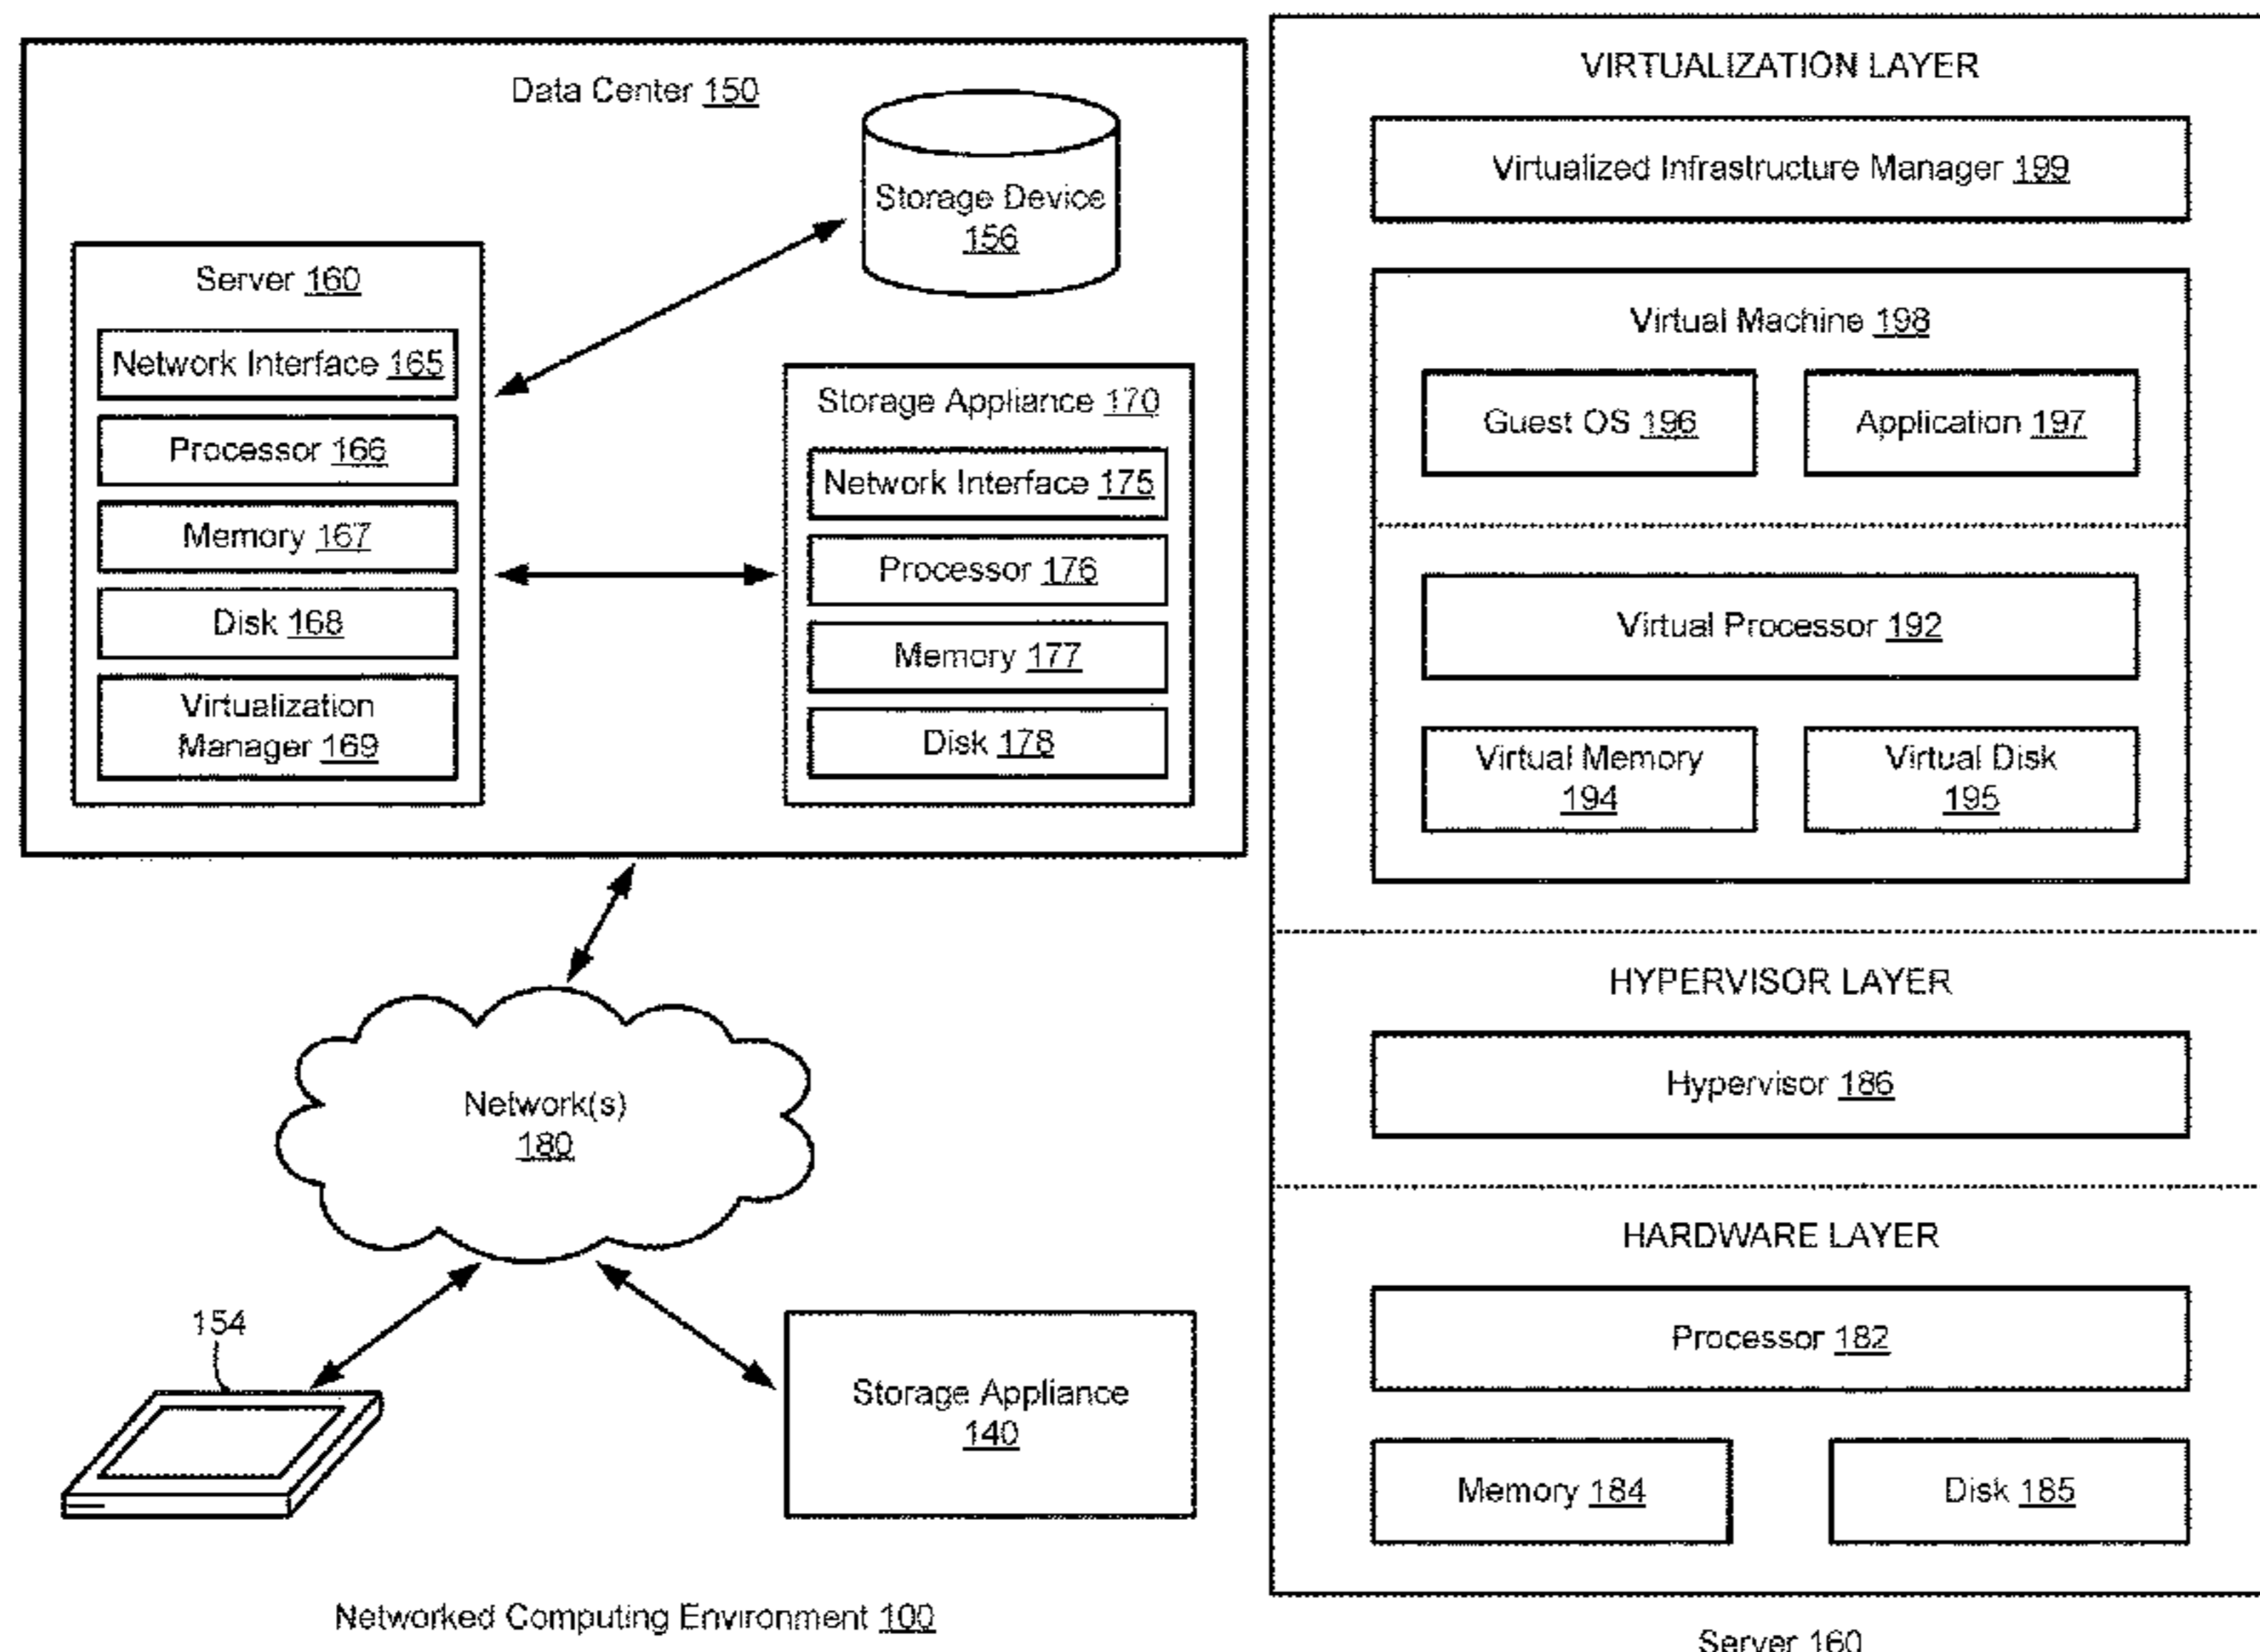 Data Center 150
Storage Device
156
Server 160
Network Interface 165
Processor 166
Memory 167
Disk 168
Virtualization
Manager 169
Storage Appliance 170
Network Interface 175
Processor 176
Memory 177
Disk 178
Network(s)
180
154
Storage Appliance
140
Networked Computing Environment 100
VIRTUALIZATION LAYER
Virtualized Infrastructure Manager 199
Virtual Machine 198
Guest OS 196
Application 197
Virtual Processor 192
Virtual Memory
194
Virtual Disk
195
HYPERVISOR LAYER
Hypervisor 186
HARDWARE LAYER
Processor 182
Memory 184
Disk 185
Server 160